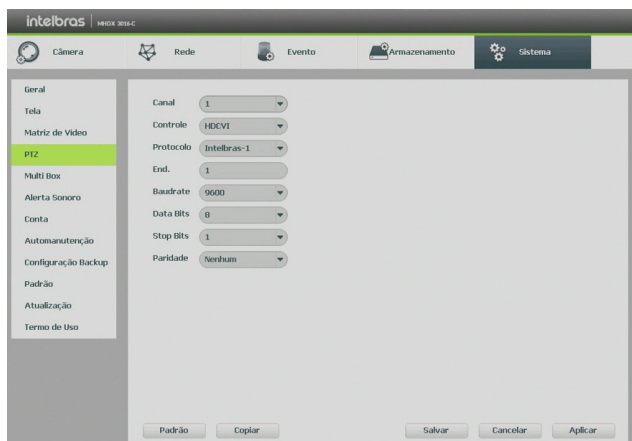 intelbras MHDX 3016-C
Câmera Rede Evento Armazenamento Sistema
Geral
Tela
Matriz de Vídeo
PTZ
Multi Box
Alerta Sonoro
Conta
Automanutenção
Configuração Backup
Padrão
Atualização
Termo de Uso
Canal 1
Controle HDCVI
Protocolo Intelbras-1
End. 1
Baudrate 9600
Data Bits 8
Stop Bits 1
Paridade Nenhum
Padrão Copiar Salvar Cancelar Aplicar